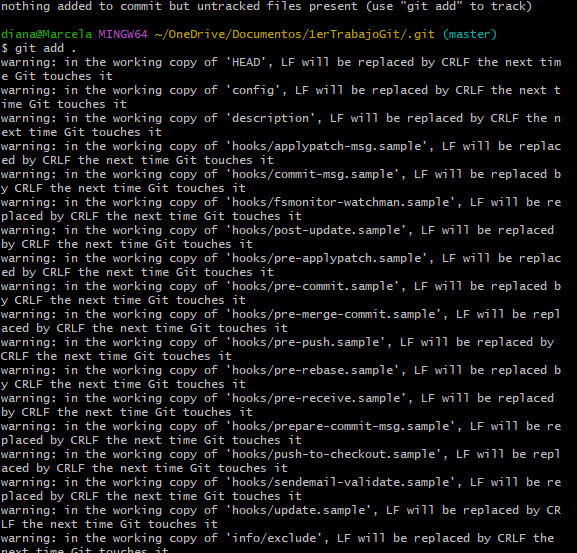 nothing added to commit but untracked files present (use "git add" to track)
diana@Marcela MINGW64 ~/OneDrive/Documentos/1erTrabajoGit/.git (master)
$ git add .
warning: in the working copy of 'HEAD', LF will be replaced by CRLF the next tim
e Git touches it
warning: in the working copy of 'config', LF will be replaced by CRLF the next t
ime Git touches it
warning: in the working copy of 'description', LF will be replaced by CRLF the n
ext time Git touches it
warning: in the working copy of 'hooks/applypatch-msg.sample', LF will be replac
ed by CRLF the next time Git touches it
warning: in the working copy of 'hooks/commit-msg.sample', LF will be replaced b
y CRLF the next time Git touches it
warning: in the working copy of 'hooks/fsmonitor-watchman.sample', LF will be re
placed by CRLF the next time Git touches it
warning: in the working copy of 'hooks/post-update.sample', LF will be replaced
by CRLF the next time Git touches it
warning: in the working copy of 'hooks/pre-applypatch.sample', LF will be replac
ed by CRLF the next time Git touches it
warning: in the working copy of 'hooks/pre-commit.sample', LF will be replaced b
y CRLF the next time Git touches it
warning: in the working copy of 'hooks/pre-merge-commit.sample', LF will be repl
aced by CRLF the next time Git touches it
warning: in the working copy of 'hooks/pre-push.sample', LF will be replaced by
CRLF the next time Git touches it
warning: in the working copy of 'hooks/pre-rebase.sample', LF will be replaced b
y CRLF the next time Git touches it
warning: in the working copy of 'hooks/pre-receive.sample', LF will be replaced
by CRLF the next time Git touches it
warning: in the working copy of 'hooks/prepare-commit-msg.sample', LF will be re
placed by CRLF the next time Git touches it
warning: in the working copy of 'hooks/push-to-checkout.sample', LF will be repl
aced by CRLF the next time Git touches it
warning: in the working copy of 'hooks/sendemail-validate.sample', LF will be re
placed by CRLF the next time Git touches it
warning: in the working copy of 'hooks/update.sample', LF will be replaced by CR
LF the next time Git touches it
warning: in the working copy of 'info/exclude', LF will be replaced by CRLF the
next time Git touches it